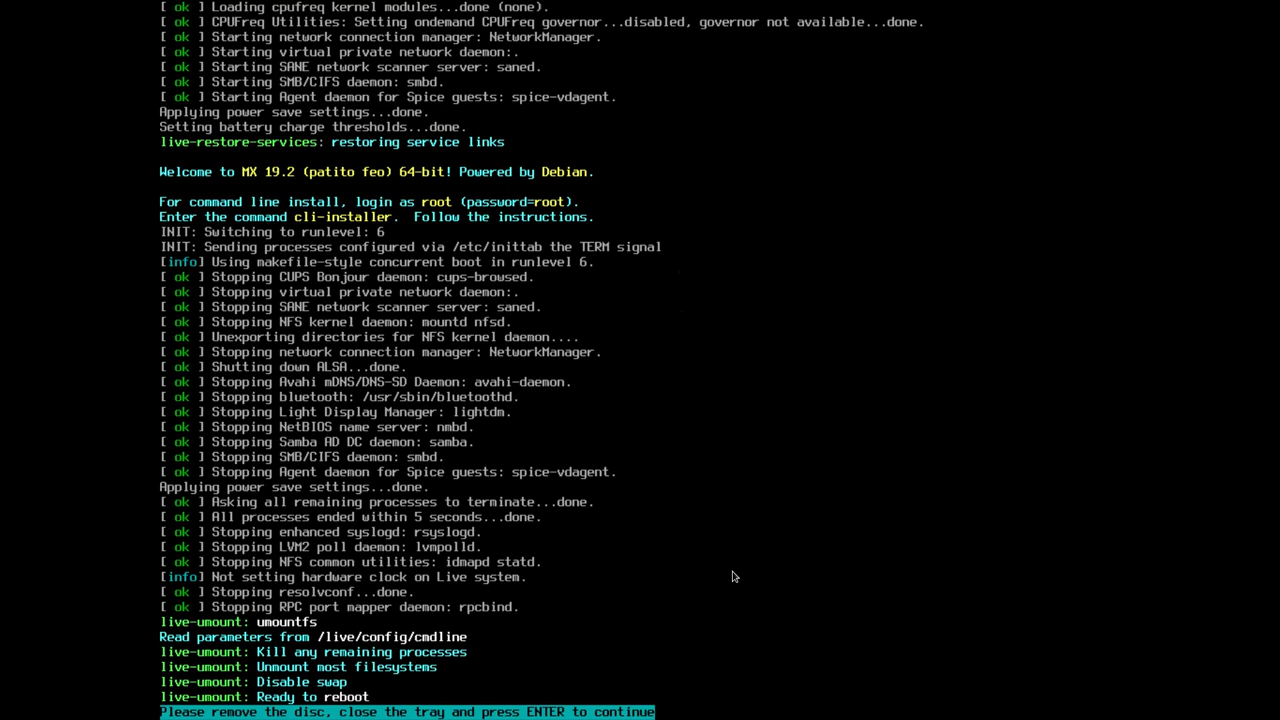 [ ok ] Loading cpufreq kernel modules...done (none).
[ ok ] CPUFreq Utilities: Setting ondemand CPUFreq governor...disabled, governor not available...done.
[ ok ] Starting network connection manager: NetworkManager.
[ ok ] Starting virtual private network daemon:.
[ ok ] Starting SANE network scanner server: saned.
[ ok ] Starting SMB/CIFS daemon: smbd.
[ ok ] Starting Agent daemon for Spice guests: spice-vdagent.
Applying power save settings...done.
Setting battery charge thresholds...done.
live-restore-services: restoring service links
Welcome to MX 19.2 (patito feo) 64-bit! Powered by Debian.
For command line install, login as root (password=root).
Enter the command cli-installer.  Follow the instructions.
INIT: Switching to runlevel: 6
INIT: Sending processes configured via /etc/inittab the TERM signal
[info] Using makefile-style concurrent boot in runlevel 6.
[ ok ] Stopping CUPS Bonjour daemon: cups-browsed.
[ ok ] Stopping virtual private network daemon:.
[ ok ] Stopping SANE network scanner server: saned.
[ ok ] Stopping NFS kernel daemon: mountd nfsd.
[ ok ] Unexporting directories for NFS kernel daemon....
[ ok ] Stopping network connection manager: NetworkManager.
[ ok ] Shutting down ALSA...done.
[ ok ] Stopping Avahi mDNS/DNS-SD Daemon: avahi-daemon.
[ ok ] Stopping bluetooth: /usr/sbin/bluetoothd.
[ ok ] Stopping Light Display Manager: lightdm.
[ ok ] Stopping NetBIOS name server: nmbd.
[ ok ] Stopping Samba AD DC daemon: samba.
[ ok ] Stopping SMB/CIFS daemon: smbd.
[ ok ] Stopping Agent daemon for Spice guests: spice-vdagent.
Applying power save settings...done.
[ ok ] Asking all remaining processes to terminate...done.
[ ok ] All processes ended within 5 seconds...done.
[ ok ] Stopping enhanced syslogd: rsyslogd.
[ ok ] Stopping LVM2 poll daemon: lvmpolld.
[ ok ] Stopping NFS common utilities: idmapd statd.
[info] Not setting hardware clock on Live system.
[ ok ] Stopping resolvconf...done.
[ ok ] Stopping RPC port mapper daemon: rpcbind.
live-umount: umountfs
Read parameters from /live/config/cmdline
live-umount: Kill any remaining processes
live-umount: Unmount most filesystems
live-umount: Disable swap
live-umount: Ready to reboot
Please remove the disc, close the tray and press ENTER to continue